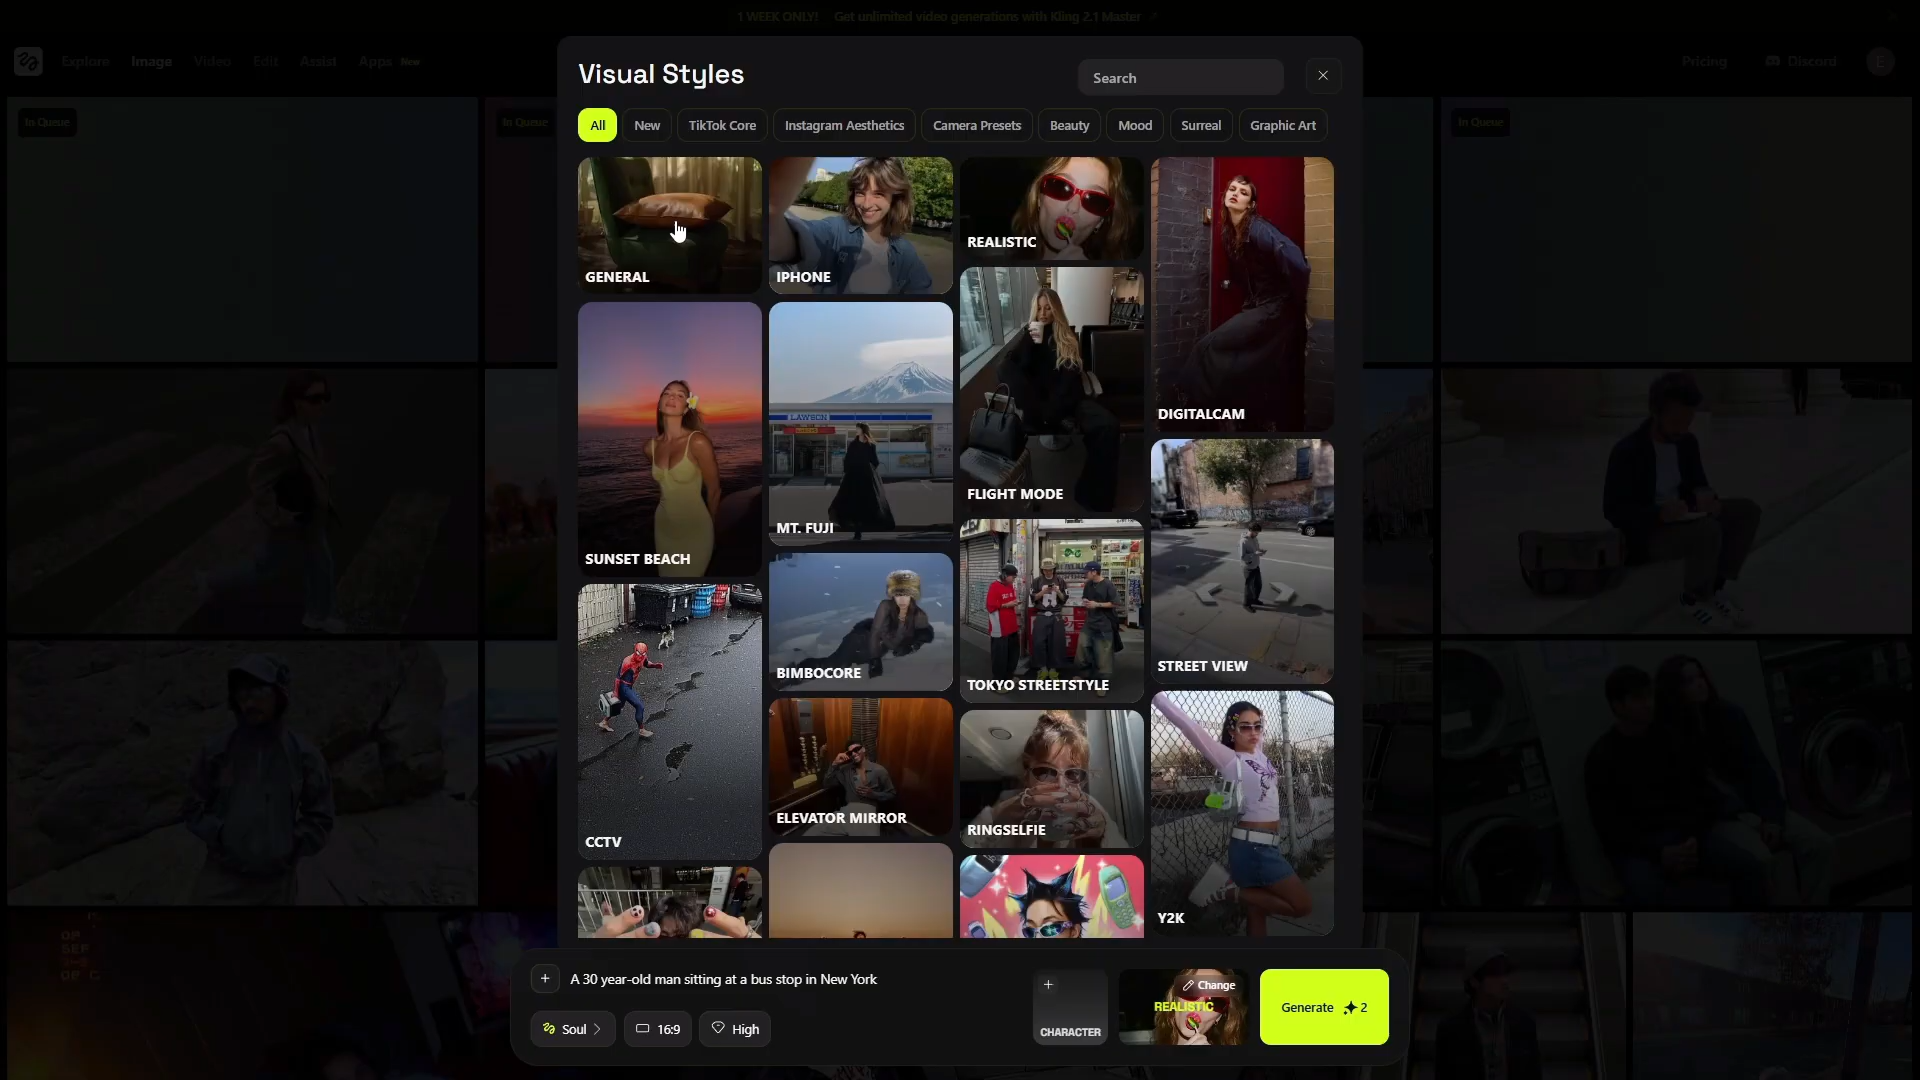 1 WEEK ONLY! Get unlimited video generations with Kling 2.1 Master
Explore Image Video Edit Assist Apps New
Pricing Discord E
In Queue
In Queue
In Queue
Visual Styles
Search
All New TikTok Core Instagram Aesthetics Camera Presets Beauty Mood Surreal Graphic Art
GENERAL
IPHONE
REALISTIC
DIGITALCAM
SUNSET BEACH
LAWSON
MT. FUJI
FLIGHT MODE
STREET VIEW
BIMBOCORE
TOKYO STREETSTYLE
CCTV
ELEVATOR MIRROR
RINGSELFIE
Y2K
A 30 year-old man sitting at a bus stop in New York
Soul 16:9 High
CHARACTER
Change
REALISTIC
Generate 2